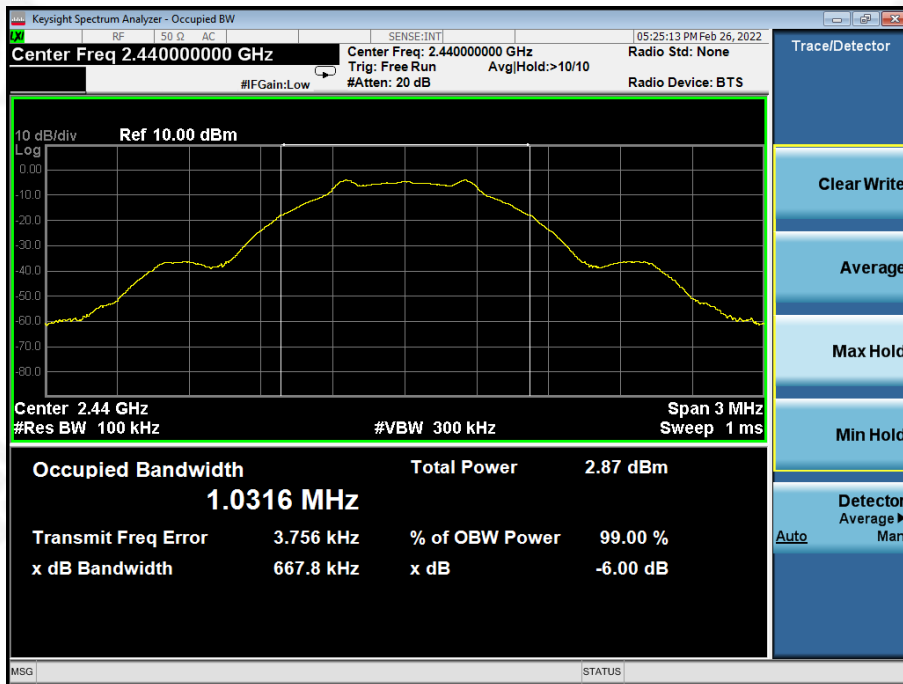 Keysight Spectrum Analyzer - Occupied BW
LXI
RF 50 Ω AC SENSE:INT 05:25:13 PM Feb 26, 2022
Center Freq 2.440000000 GHz
Center Freq: 2.440000000 GHz
Radio Std: None
Trig: Free Run Avg|Hold:>10/10
#IFGain:Low #Atten: 20 dB
Radio Device: BTS
Trace/Detector
10 dB/div Ref 10.00 dBm
Log
0.00
-10.0
-20.0
-30.0
-40.0
-50.0
-60.0
-70.0
-80.0
Center 2.44 GHz Span 3 MHz
#Res BW 100 kHz #VBW 300 kHz Sweep 1 ms
Occupied Bandwidth Total Power 2.87 dBm
1.0316 MHz
Transmit Freq Error 3.756 kHz % of OBW Power 99.00 %
x dB Bandwidth 667.8 kHz x dB -6.00 dB
Clear Write
Average
Max Hold
Min Hold
Detector
Average
Auto Man
MSG STATUS